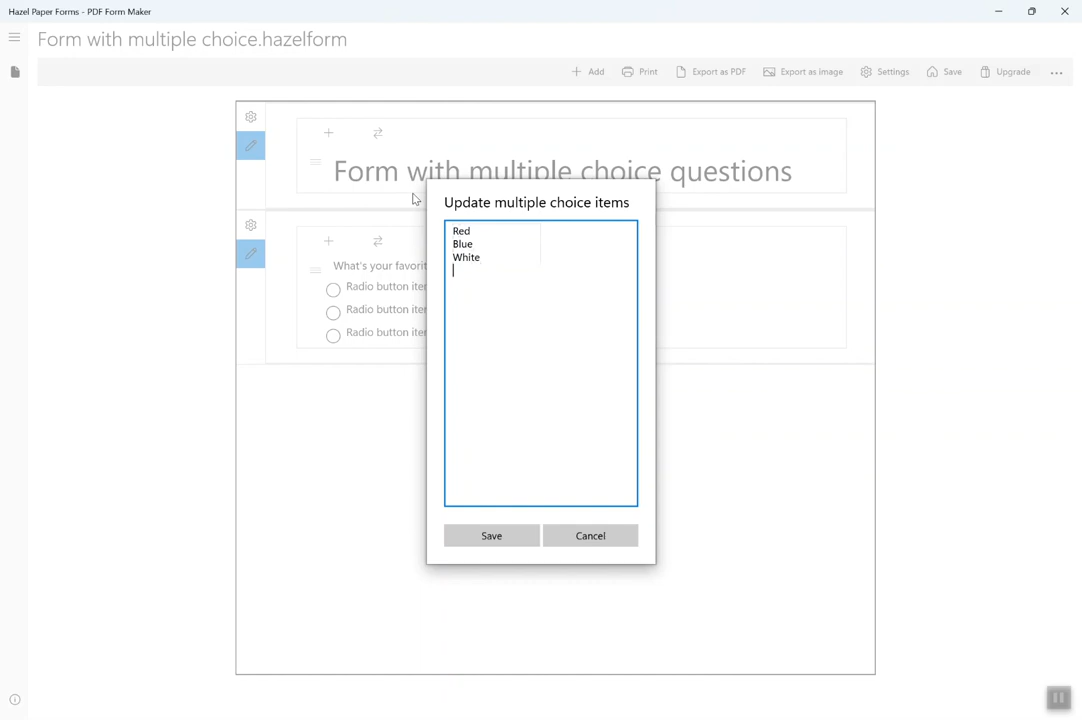 Hazel Paper Forms - PDF Form Maker
Form with multiple choice.hazelform
Add Print Export as PDF Export as Image Settings Save Upgrade
Form with multiple choice questions
What's your favorit
Radio button iter
Radio button iter
Radio button iter
Update multiple choice items
Red
Blue
White
Save Cancel